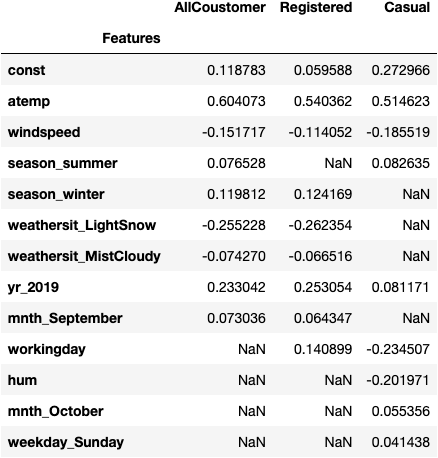 AllCoustomer Registered Casual
Features
const 0.118783 0.059588 0.272966
atemp 0.604073 0.540362 0.514623
windspeed -0.151717 -0.114052 -0.185519
season_summer 0.076528 NaN 0.082635
season_winter 0.119812 0.124169 NaN
weathersit_LightSnow -0.255228 -0.262354 NaN
weathersit_MistCloudy -0.074270 -0.066516 NaN
yr_2019 0.233042 0.253054 0.081171
mnth_September 0.073036 0.064347 NaN
workingday NaN 0.140899 -0.234507
hum NaN NaN -0.201971
mnth_October NaN NaN 0.055356
weekday_Sunday NaN NaN 0.041438